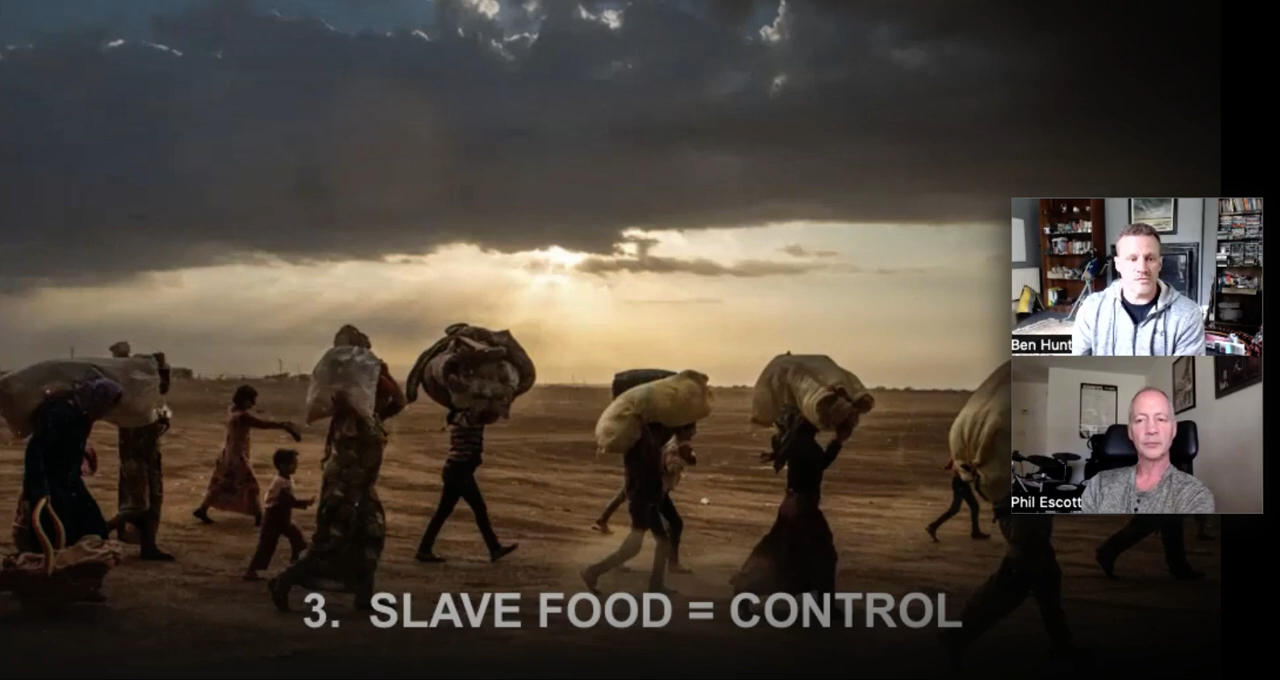 Ben Hunt
Phil Escott
3. SLAVE FOOD = CONTROL